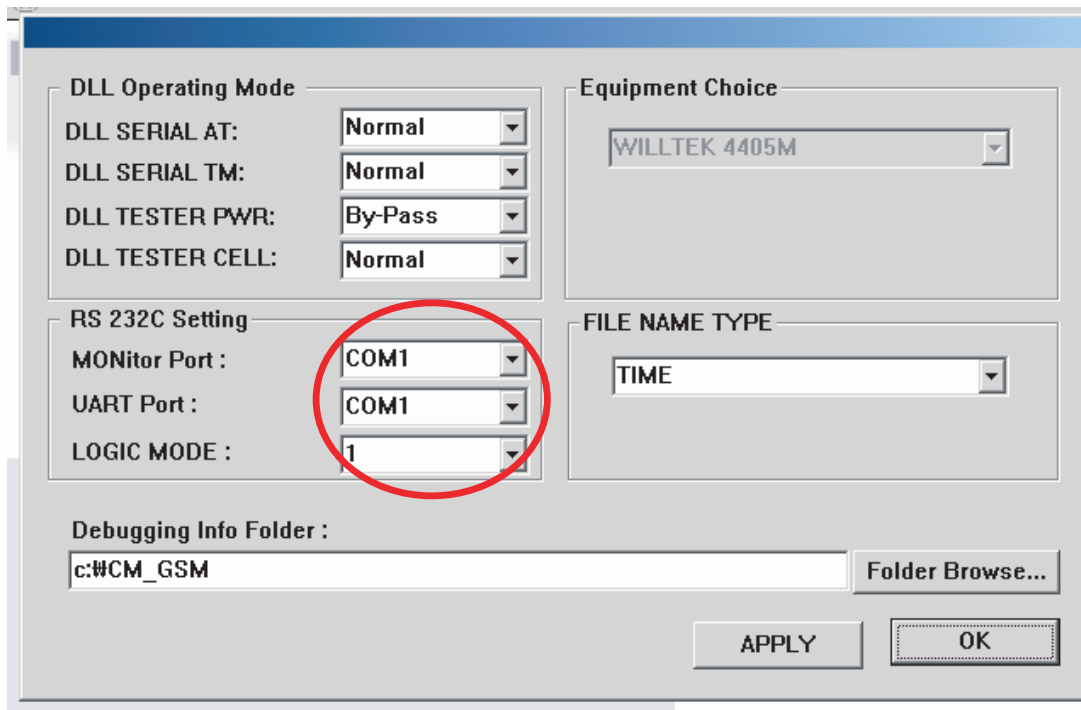 DLL Operating Mode
DLL SERIAL AT: Normal
DLL SERIAL TM: Normal
DLL TESTER PWR: By-Pass
DLL TESTER CELL: Normal
Equipment Choice
WILLTEK 4405M
RS 232C Setting
MONitor Port : COM1
UART Port : COM1
LOGIC MODE : 1
FILE NAME TYPE
TIME
Debugging Info Folder :
c:₩CM_GSM
Folder Browse...
APPLY
OK